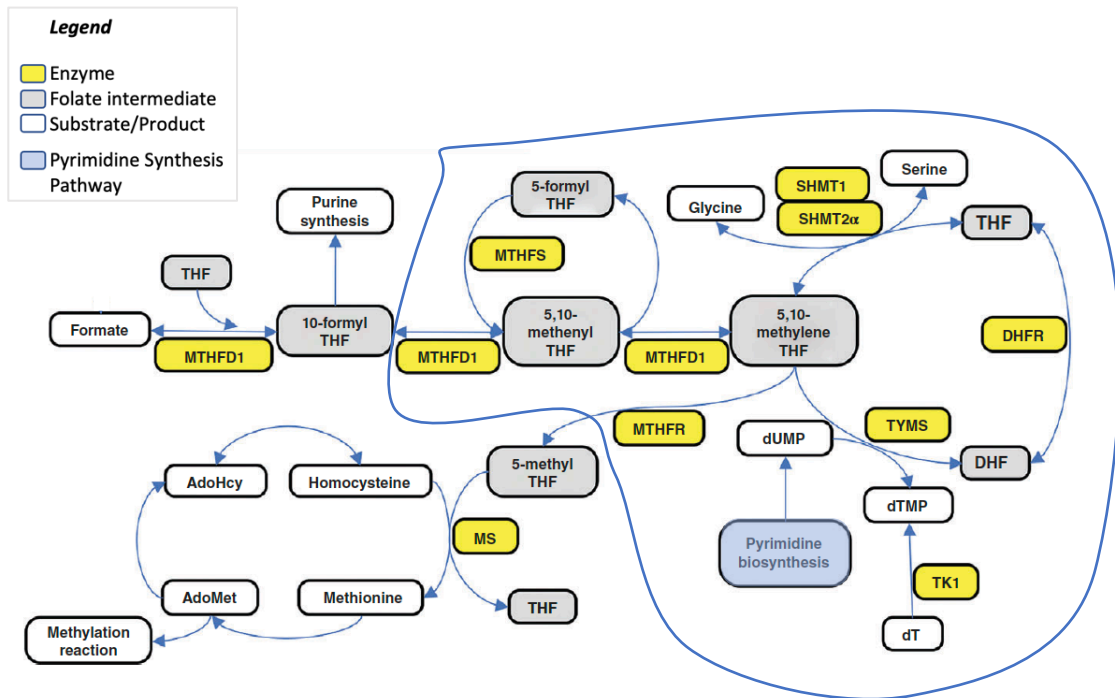 Legend
Enzyme
Folate intermediate
Substrate/Product
Pyrimidine Synthesis
Pathway
Purine
synthesis
5-formyl
THF
Glycine
SHMT1
SHMT2α
Serine
THF
MTHFS
THF
Formate
MTHFD1
10-formyl
THF
MTHFD1
5,10-
methenyl
THF
MTHFD1
5,10-
methylene
THF
DHFR
MTHFR
dUMP
TYMS
DHF
AdoHcy
Homocysteine
5-methyl
THF
dTMP
MS
Pyrimidine
biosynthesis
TK1
AdoMet
Methionine
THF
Methylation
reaction
dT